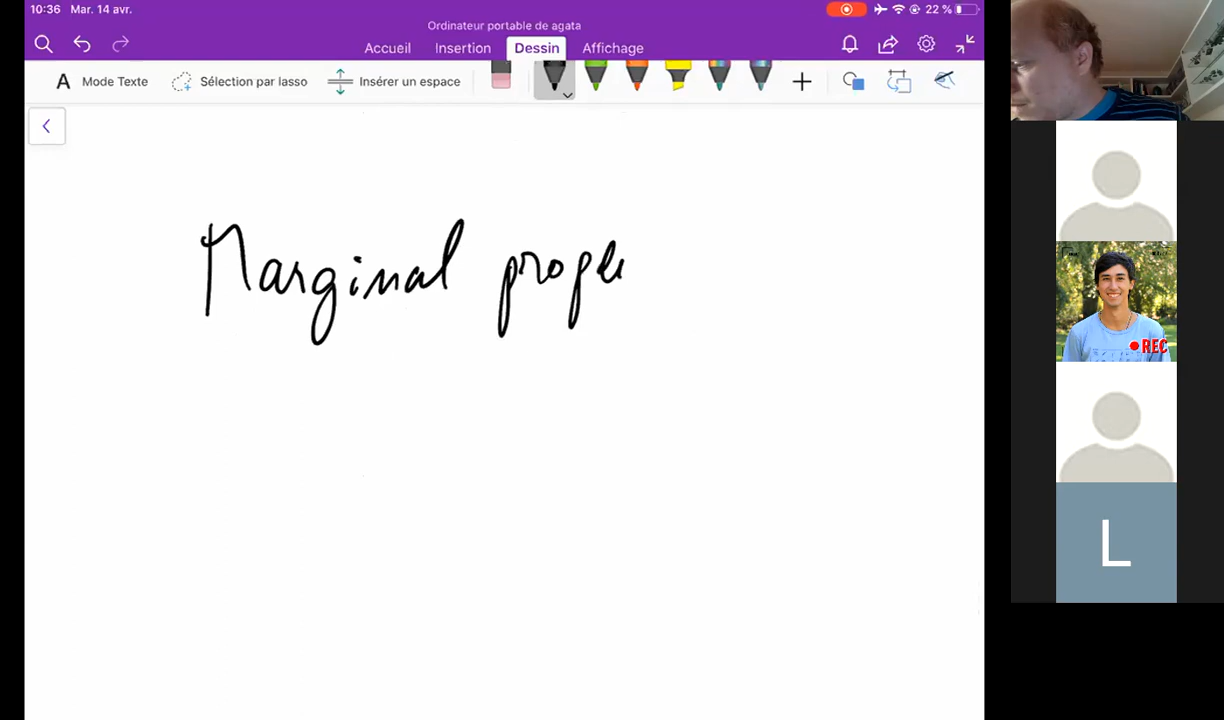 10:36 Mar. 14 avr. 22 %
Ordinateur portable de agata
Accueil Insertion Dessin Affichage
A Mode Texte Sélection par lasso Insérer un espace
Marginal prope
REC
L